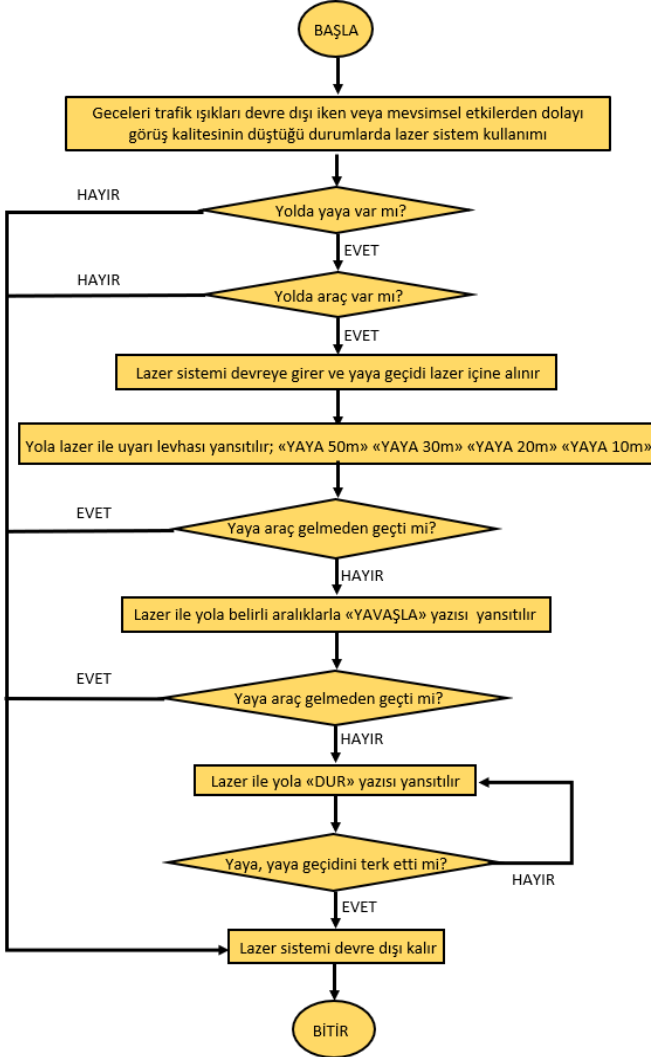 BAŞLA
Geceleri trafik ışıkları devre dışı iken veya mevsimsel etkilerden dolayı
görüş kalitesinin düştüğü durumlarda lazer sistem kullanımı
HAYIR
Yolda yaya var mı?
EVET
HAYIR
Yolda araç var mı?
EVET
Lazer sistemi devreye girer ve yaya geçidi lazer içine alınır
Yola lazer ile uyarı levhası yansıtılır; «YAYA 50m» «YAYA 30m» «YAYA 20m» «YAYA 10m»
EVET
Yaya araç gelmeden geçti mi?
HAYIR
Lazer ile yola belirli aralıklarla «YAVAŞLA» yazısı yansıtılır
EVET
Yaya araç gelmeden geçti mi?
HAYIR
Lazer ile yola «DUR» yazısı yansıtılır
Yaya, yaya geçidini terk etti mi?
HAYIR
EVET
Lazer sistemi devre dışı kalır
BİTİR